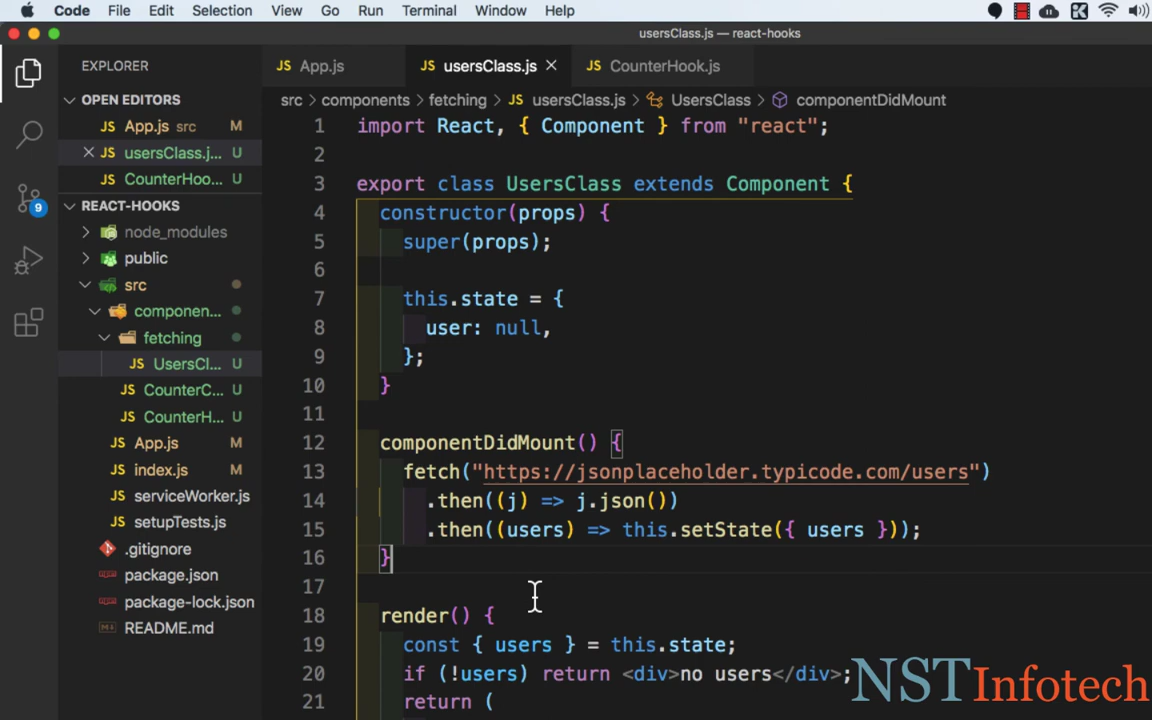 Code File Edit Selection View Go Run Terminal Window Help
usersClass.js — react-hooks
EXPLORER
JS App.js
JS usersClass.js ×
JS CounterHook.js
OPEN EDITORS
JS App.js src M
× JS usersClass.j... U
JS CounterHoo... U
9
REACT-HOOKS
node_modules
public
src
componen...
fetching
JS UsersCl... U
JS CounterC... U
JS CounterH... U
JS App.js M
JS index.js M
JS serviceWorker.js
JS setupTests.js
.gitignore
package.json
package-lock.json
README.md
src > components > fetching > JS usersClass.js > UsersClass > componentDidMount
1 import React, { Component } from "react";
2
3 export class UsersClass extends Component {
4 constructor(props) {
5 super(props);
6
7 this.state = {
8 user: null,
9 };
10 }
11
12 componentDidMount() {
13 fetch("https://jsonplaceholder.typicode.com/users")
14 .then((j) => j.json())
15 .then((users) => this.setState({ users }));
16 }
17
18 render() {
19 const { users } = this.state;
20 if (!users) return <div>no users</div>;
21 return (
NSTInfotech